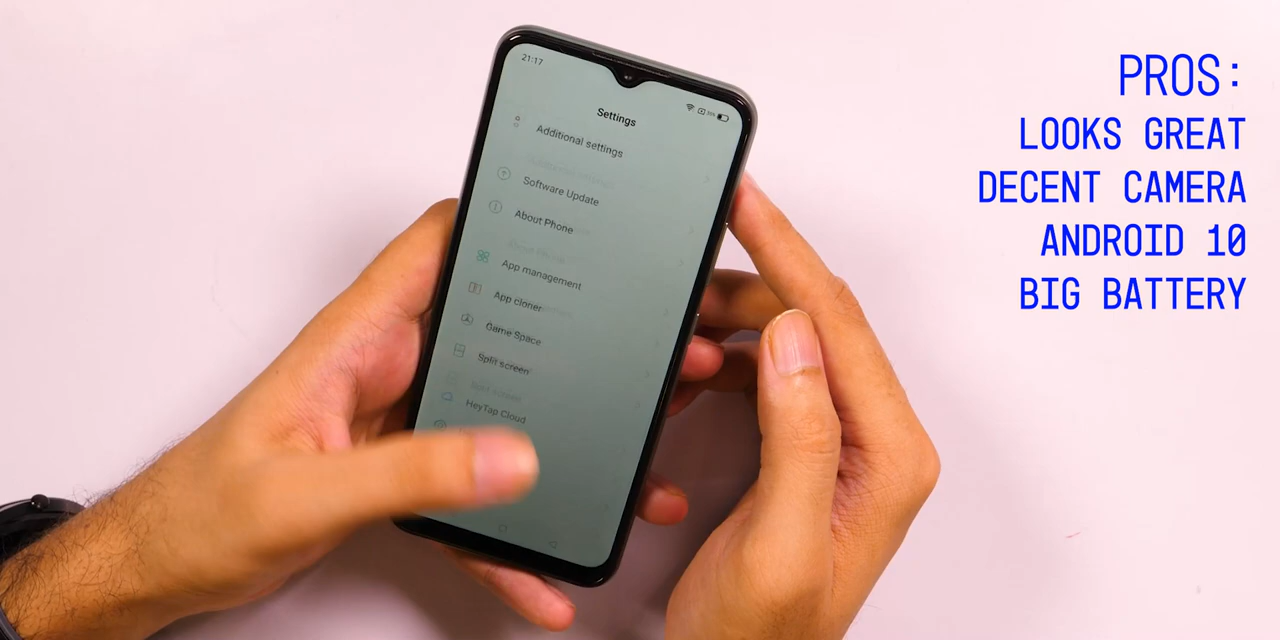 21:17
Settings
Additional settings
Software Update
About Phone
App management
App cloner
Game Space
Split screen
HeyTap Cloud
PROS:
LOOKS GREAT
DECENT CAMERA
ANDROID 10
BIG BATTERY